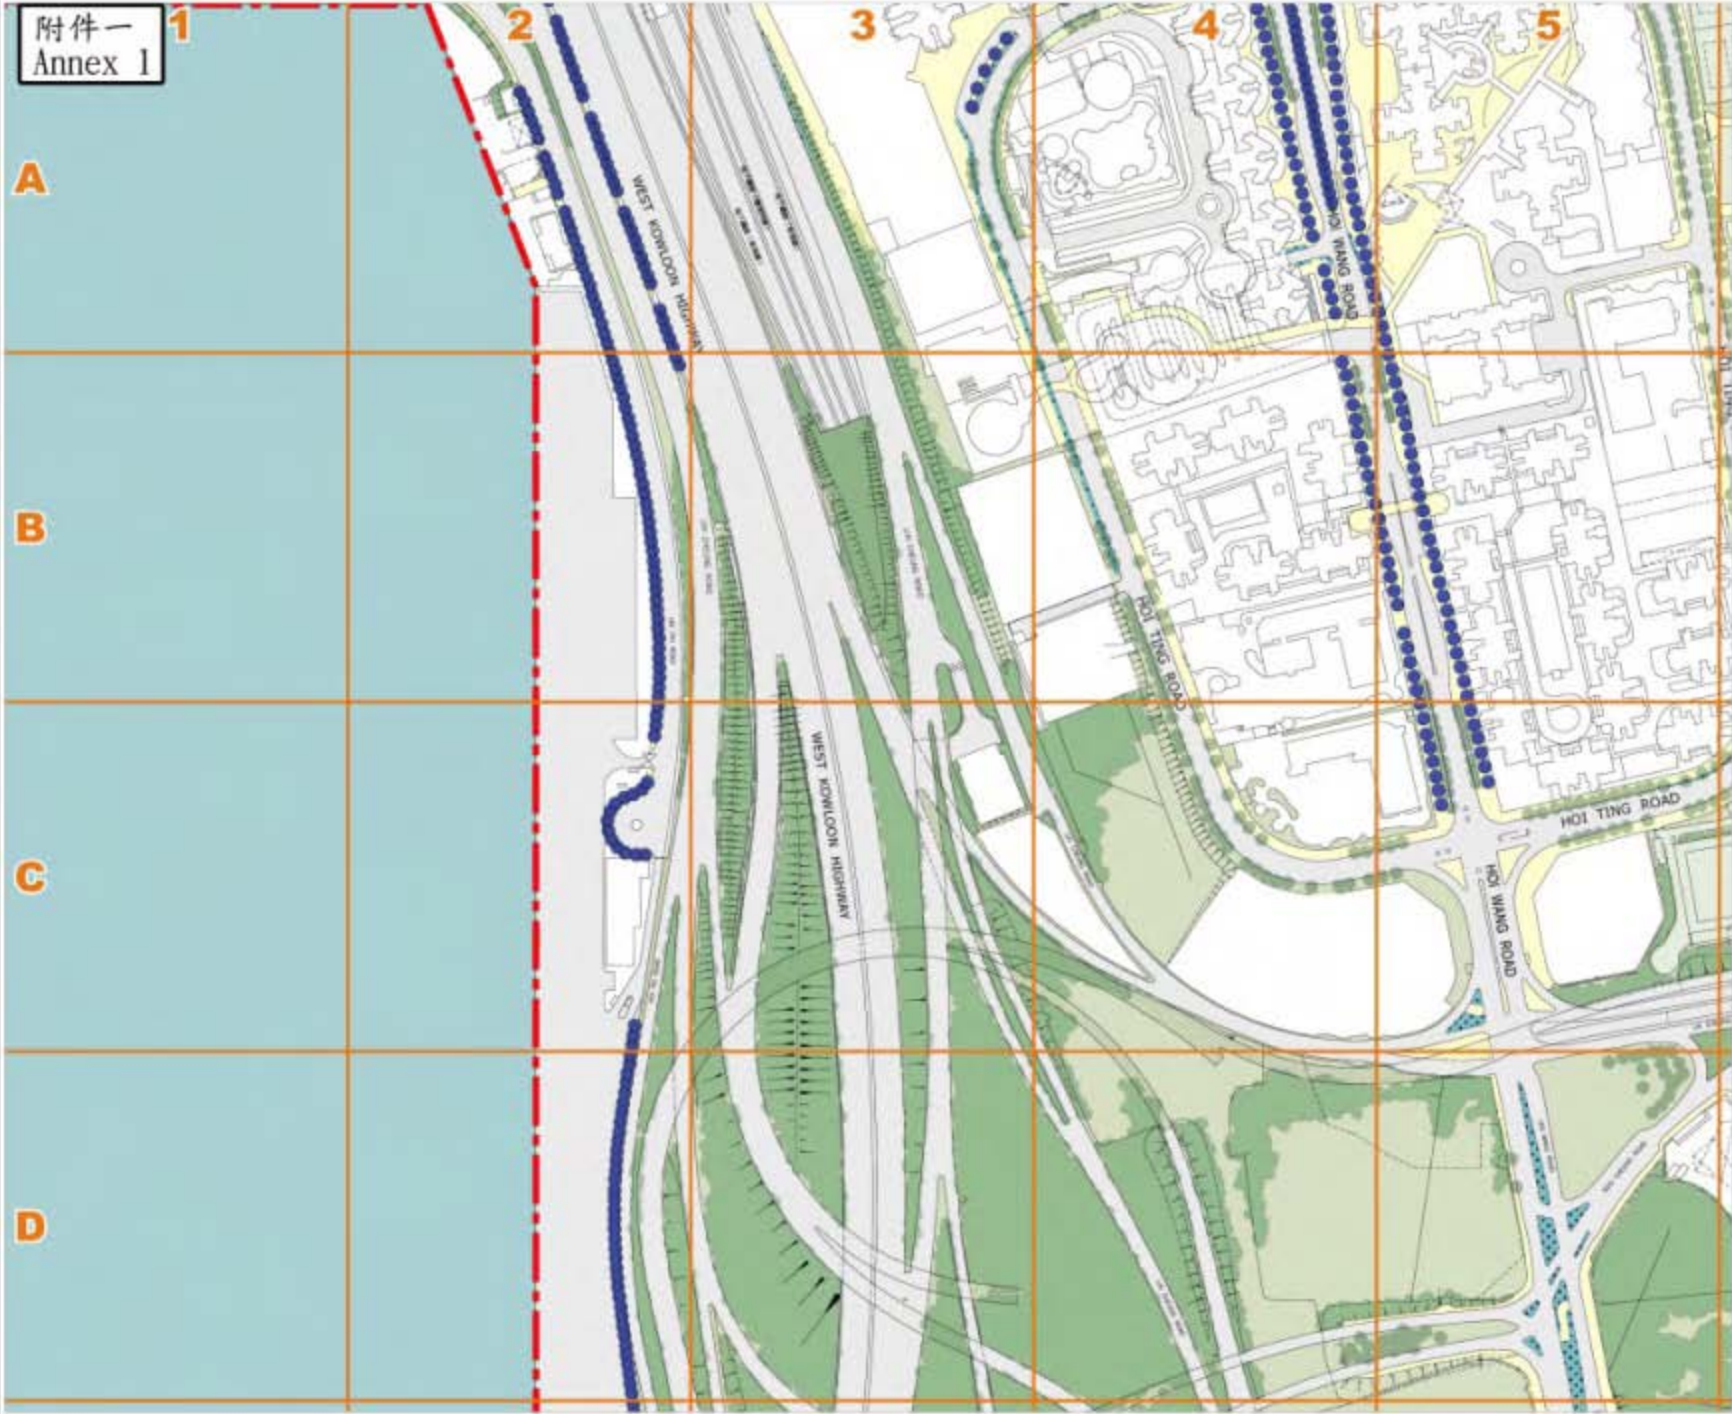 附件一
Annex 1
1
2
3
4
5
A
B
C
D
WEST KOWLOON HIGHWAY
HOI WANG ROAD
HOI TING ROAD
WEST KOWLOON HIGHWAY
HOI TING ROAD
HOI WANG ROAD